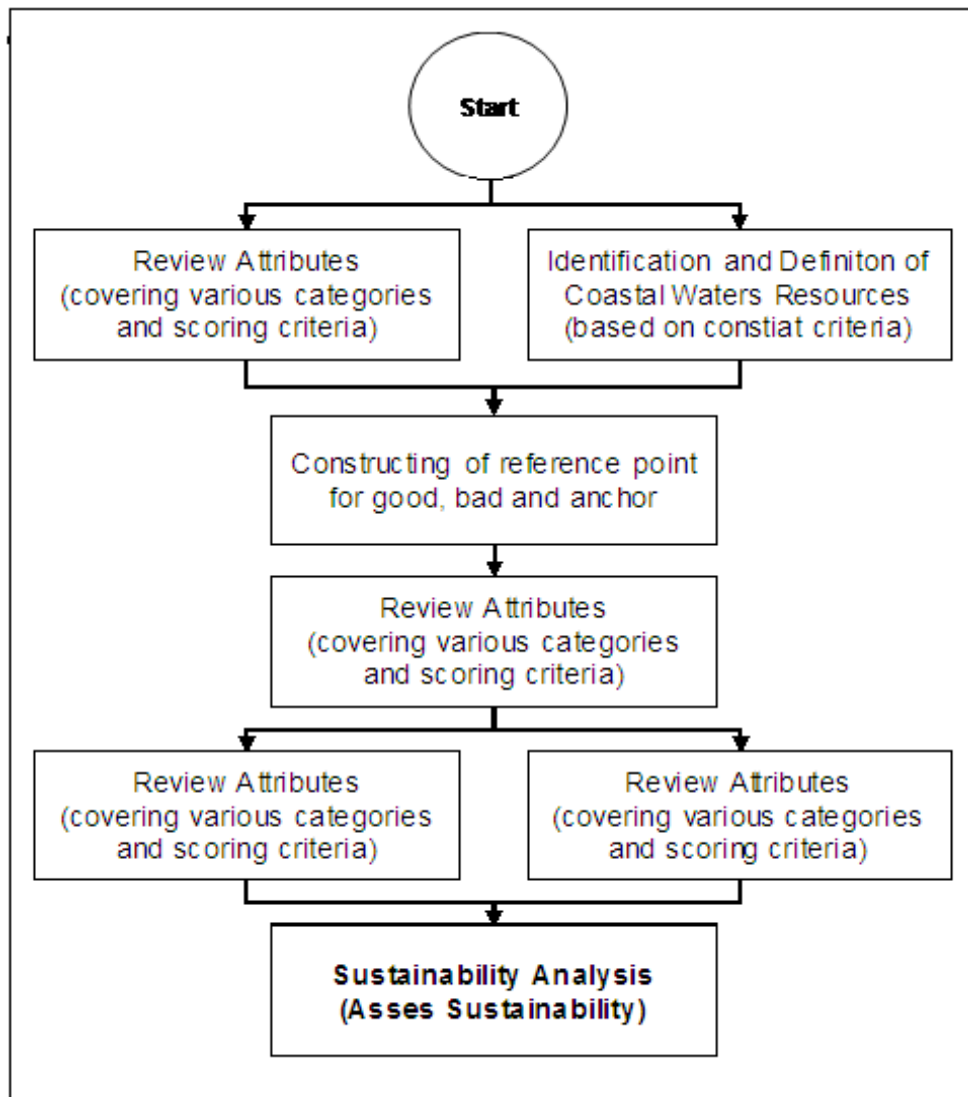 Start
Review Attributes
(covering various categories
and scoring criteria)
Identification and Definiton of
Coastal Waters Resources
(based on constiat criteria)
Constructing of reference point
for good, bad and anchor
Review Attributes
(covering various categories
and scoring criteria)
Review Attributes
(covering various categories
and scoring criteria)
Review Attributes
(covering various categories
and scoring criteria)
Sustainability Analysis
(Asses Sustainability)